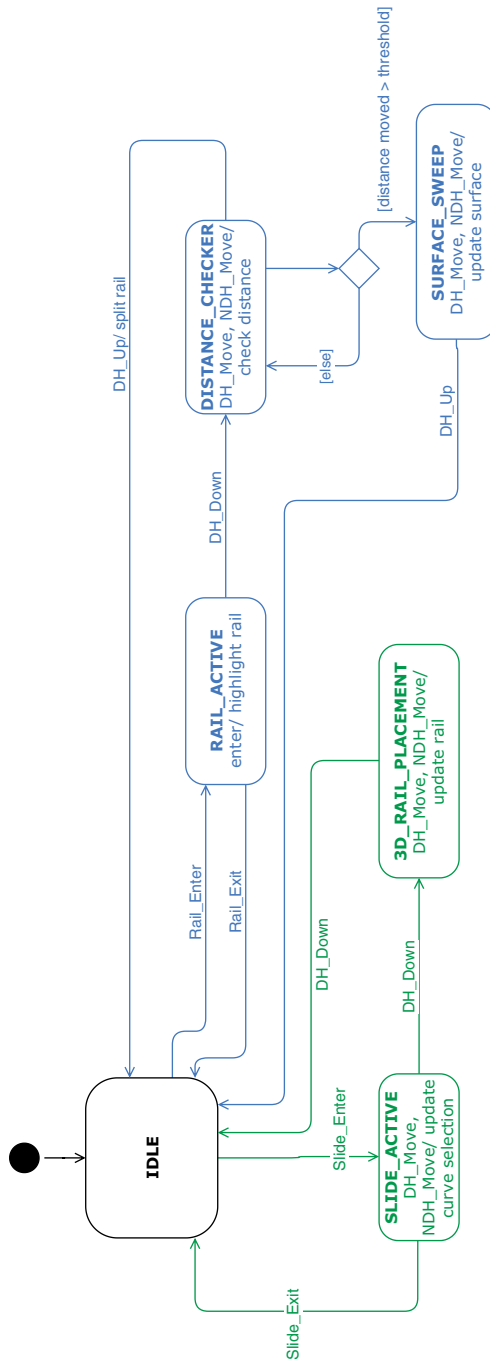 IDLE
Slide_Exit
Slide_Enter
SLIDE_ACTIVE
DH_Move,
NDH_Move/ update
curve selection
DH_Down
3D_RAIL_PLACEMENT
DH_Move, NDH_Move/
update rail
DH_Down
Rail_Enter
Rail_Exit
RAIL_ACTIVE
enter/ highlight rail
DH_Down
DISTANCE_CHECKER
DH_Move, NDH_Move/
check distance
DH_Up/ split rail
[else]
[distance moved > threshold]
SURFACE_SWEEP
DH_Move, NDH_Move/
update surface
DH_Up